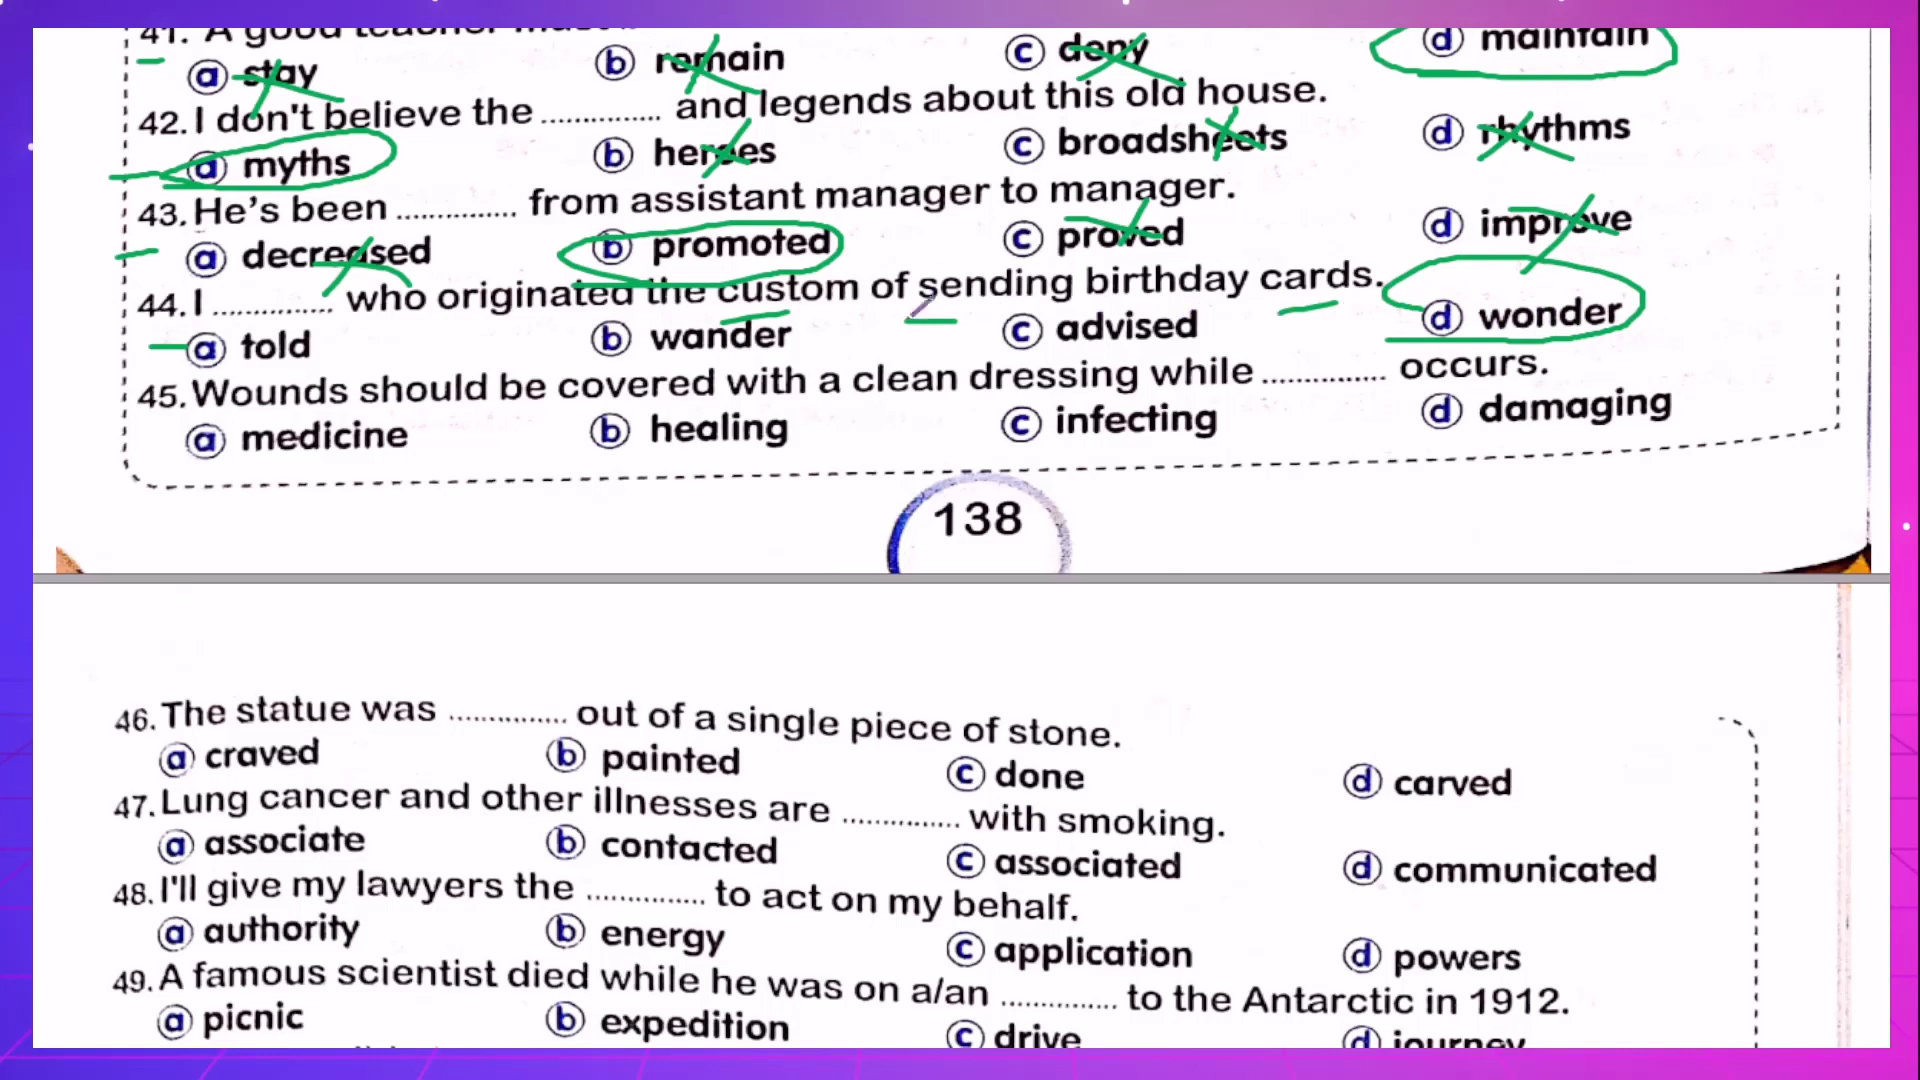 41. A good teacher
a stay b remain c deny d maintain
42. I don't believe the .............. and legends about this old house.
a myths b heroes c broadsheets d rhythms
43. He's been .............. from assistant manager to manager.
a decreased b promoted c proved d improve
44. I .............. who originated the custom of sending birthday cards.
a told b wander c advised d wonder
45. Wounds should be covered with a clean dressing while .............. occurs.
a medicine b healing c infecting d damaging
138
46. The statue was .............. out of a single piece of stone.
a craved b painted c done d carved
47. Lung cancer and other illnesses are .............. with smoking.
a associate b contacted c associated d communicated
48. I'll give my lawyers the .............. to act on my behalf.
a authority b energy c application d powers
49. A famous scientist died while he was on a/an .............. to the Antarctic in 1912.
a picnic b expedition c drive d journey